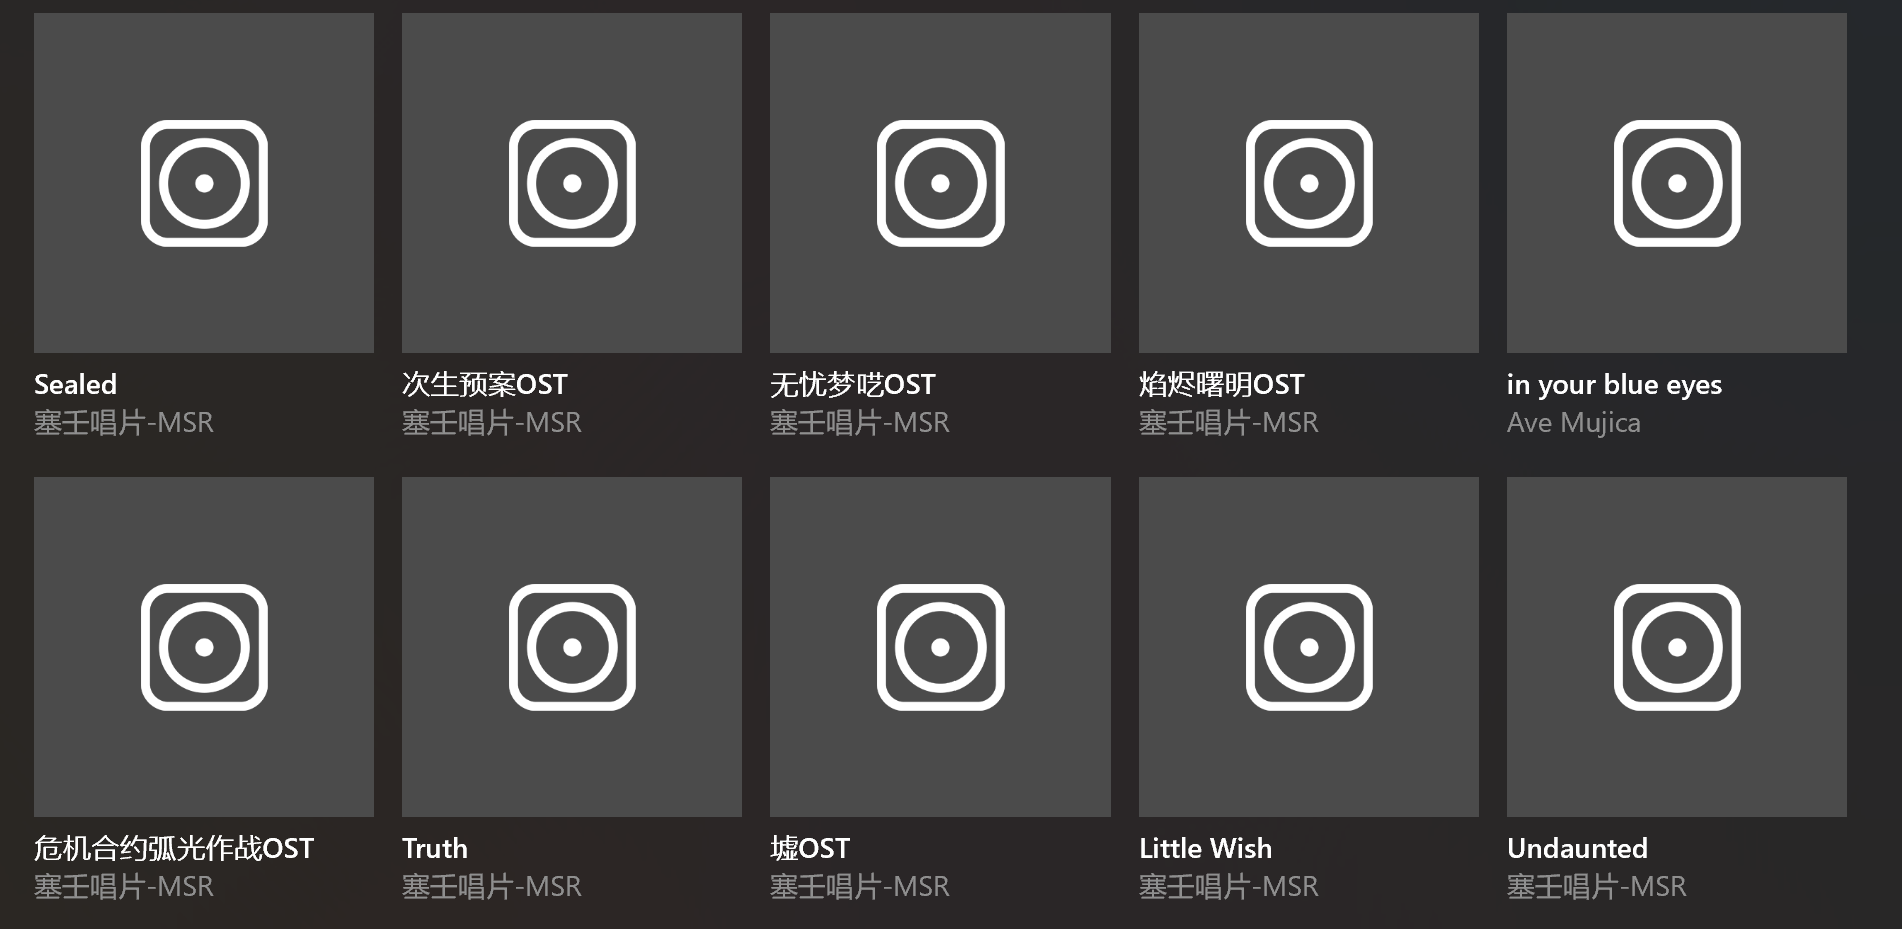 Sealed
塞壬唱片-MSR
次生预案OST
塞壬唱片-MSR
无忧梦呓OST
塞壬唱片-MSR
焰烬曙明OST
塞壬唱片-MSR
in your blue eyes
Ave Mujica
危机合约弧光作战OST
塞壬唱片-MSR
Truth
塞壬唱片-MSR
墟OST
塞壬唱片-MSR
Little Wish
塞壬唱片-MSR
Undaunted
塞壬唱片-MSR